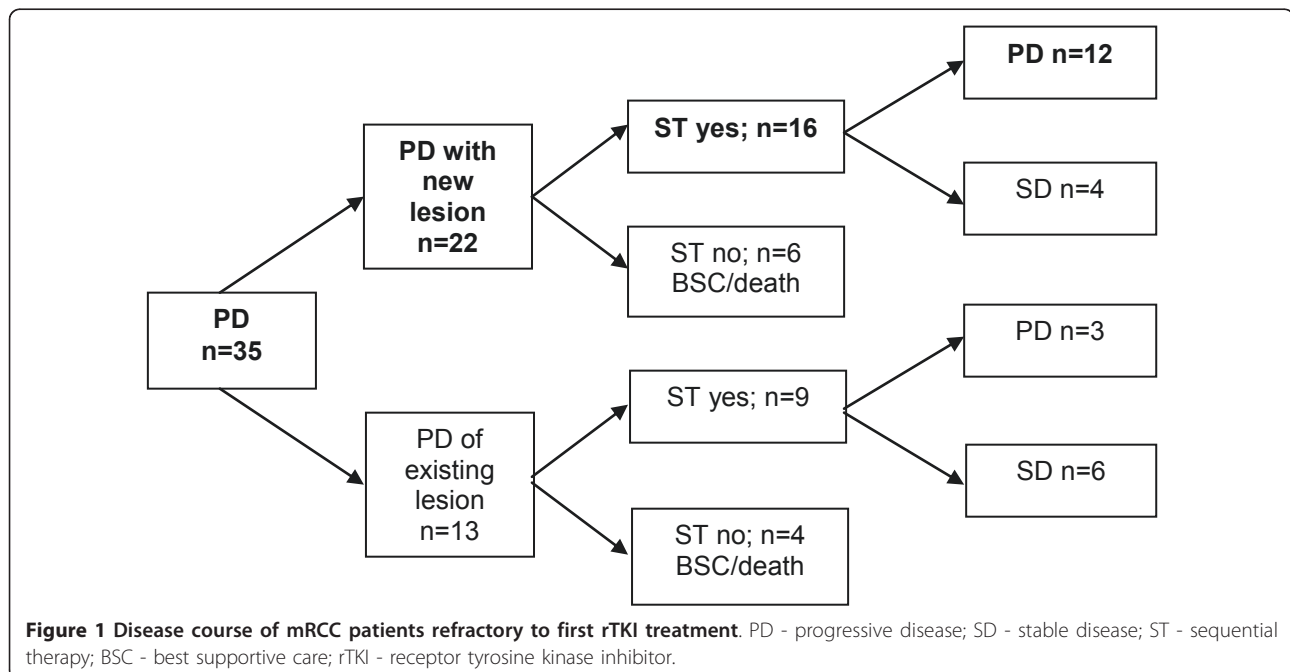 PD
n=35
PD with
new
lesion
n=22
PD of
existing
lesion
n=13
ST yes; n=16
ST no; n=6
BSC/death
ST yes; n=9
ST no; n=4
BSC/death
PD n=12
SD n=4
PD n=3
SD n=6
Figure 1 Disease course of mRCC patients refractory to first rTKI treatment. PD - progressive disease; SD - stable disease; ST - sequential
therapy; BSC - best supportive care; rTKI - receptor tyrosine kinase inhibitor.